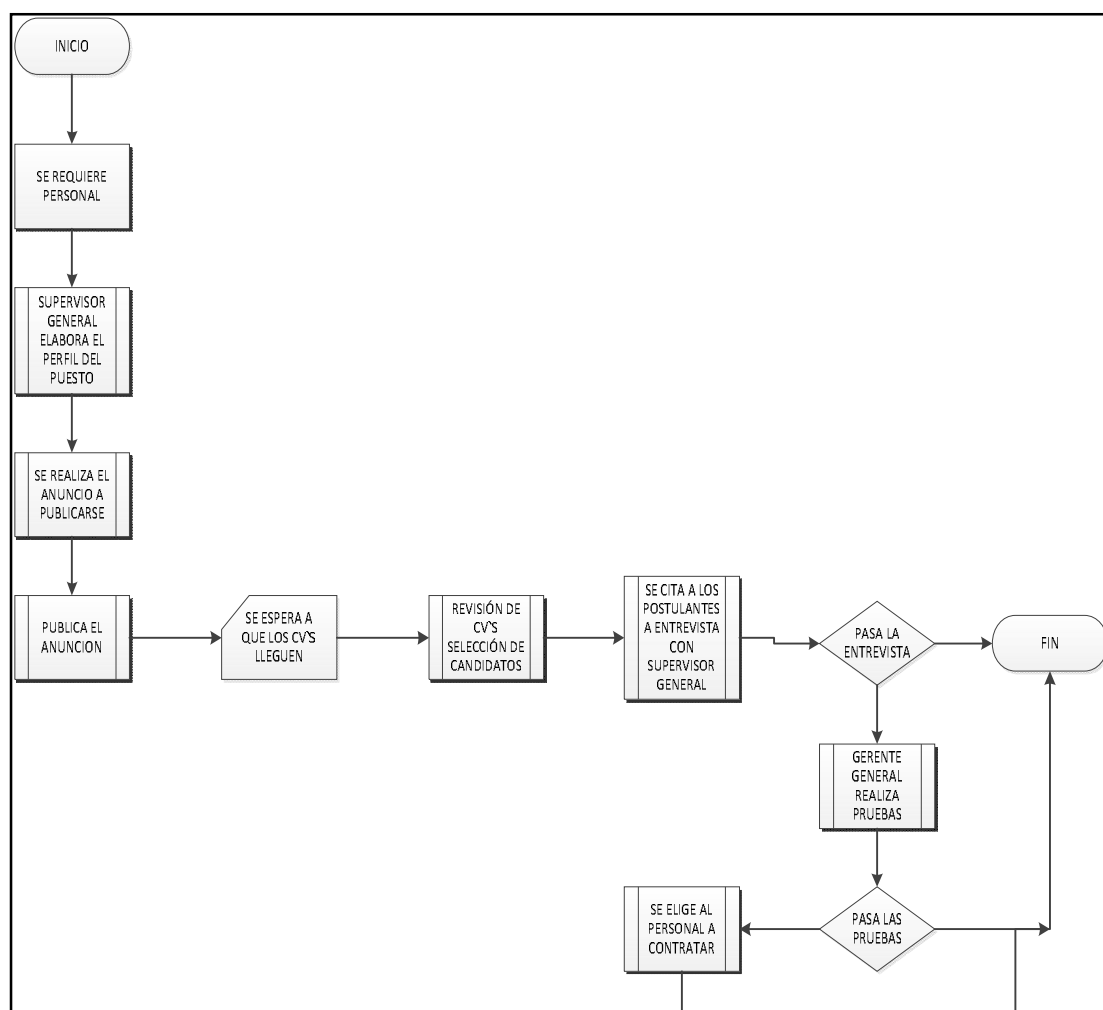 INICIO
SE REQUIERE
PERSONAL
SUPERVISOR
GENERAL
ELABORA EL
PERFIL DEL
PUESTO
SE REALIZA EL
ANUNCIO A
PUBLICARSE
PUBLICA EL
ANUNCION
SE ESPERA A
QUE LOS CV`S
LLEGUEN
REVISIÓN DE
CV`S
SELECCIÓN DE
CANDIDATOS
SE CITA A LOS
POSTULANTES
A ENTREVISTA
CON
SUPERVISOR
GENERAL
PASA LA
ENTREVISTA
FIN
GERENTE
GENERAL
REALIZA
PRUEBAS
PASA LAS
PRUEBAS
SE ELIGE AL
PERSONAL A
CONTRATAR